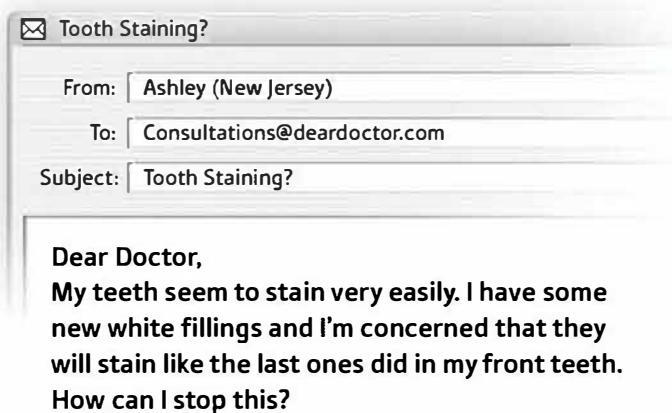 Tooth Staining?
From: Ashley (New Jersey)
To: Consultations@deardoctor.com
Subject: Tooth Staining?
Dear Doctor,
My teeth seem to stain very easily. I have some
new white fillings and I'm concerned that they
will stain like the last ones did in my front teeth.
How can I stop this?